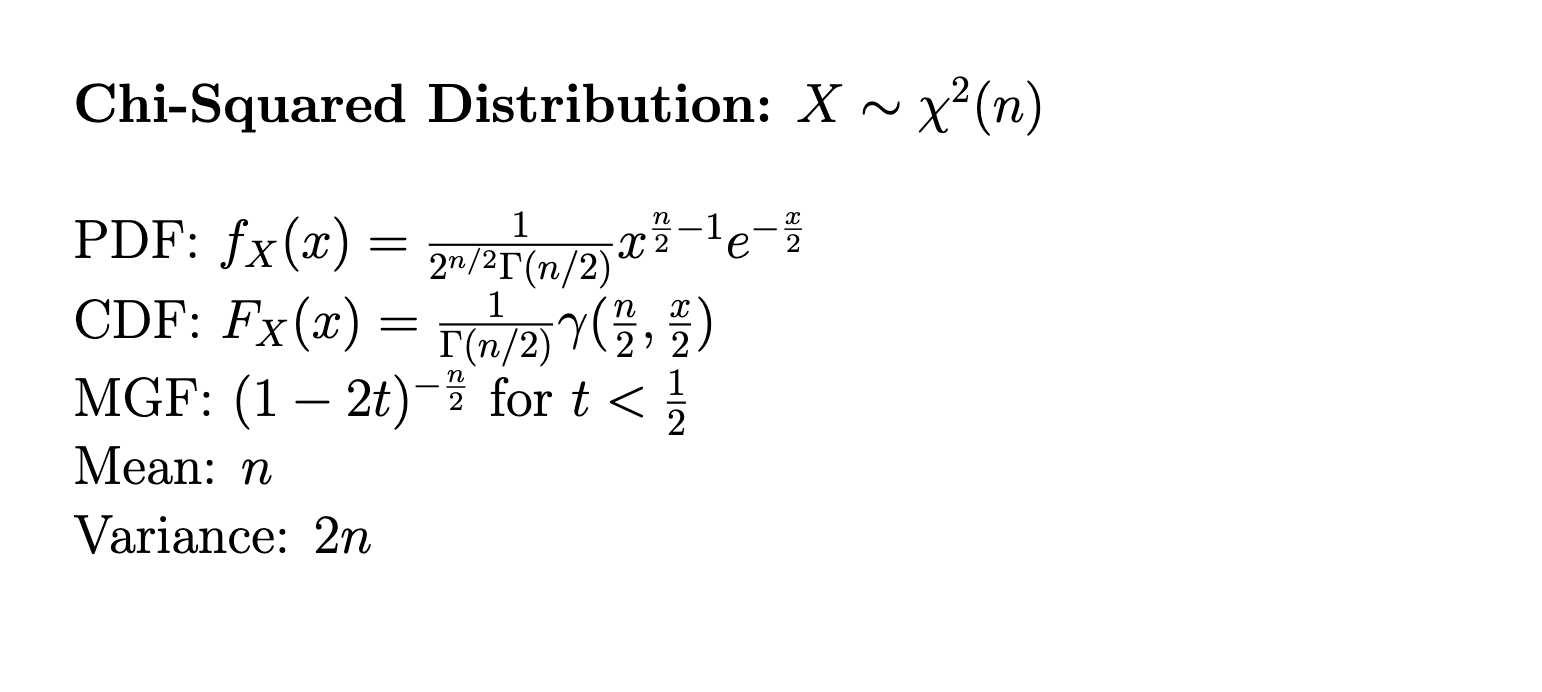 Chi-Squared Distribution: $X \sim \chi^2(n)$
PDF: $f_X(x) = \frac{1}{2^{n/2}\Gamma(n/2)} x^{\frac{n}{2}-1} e^{-\frac{x}{2}}$
CDF: $F_X(x) = \frac{1}{\Gamma(n/2)} \gamma(\frac{n}{2}, \frac{x}{2})$
MGF: $(1 - 2t)^{-\frac{n}{2}}$ for $t < \frac{1}{2}$
Mean: $n$
Variance: $2n$